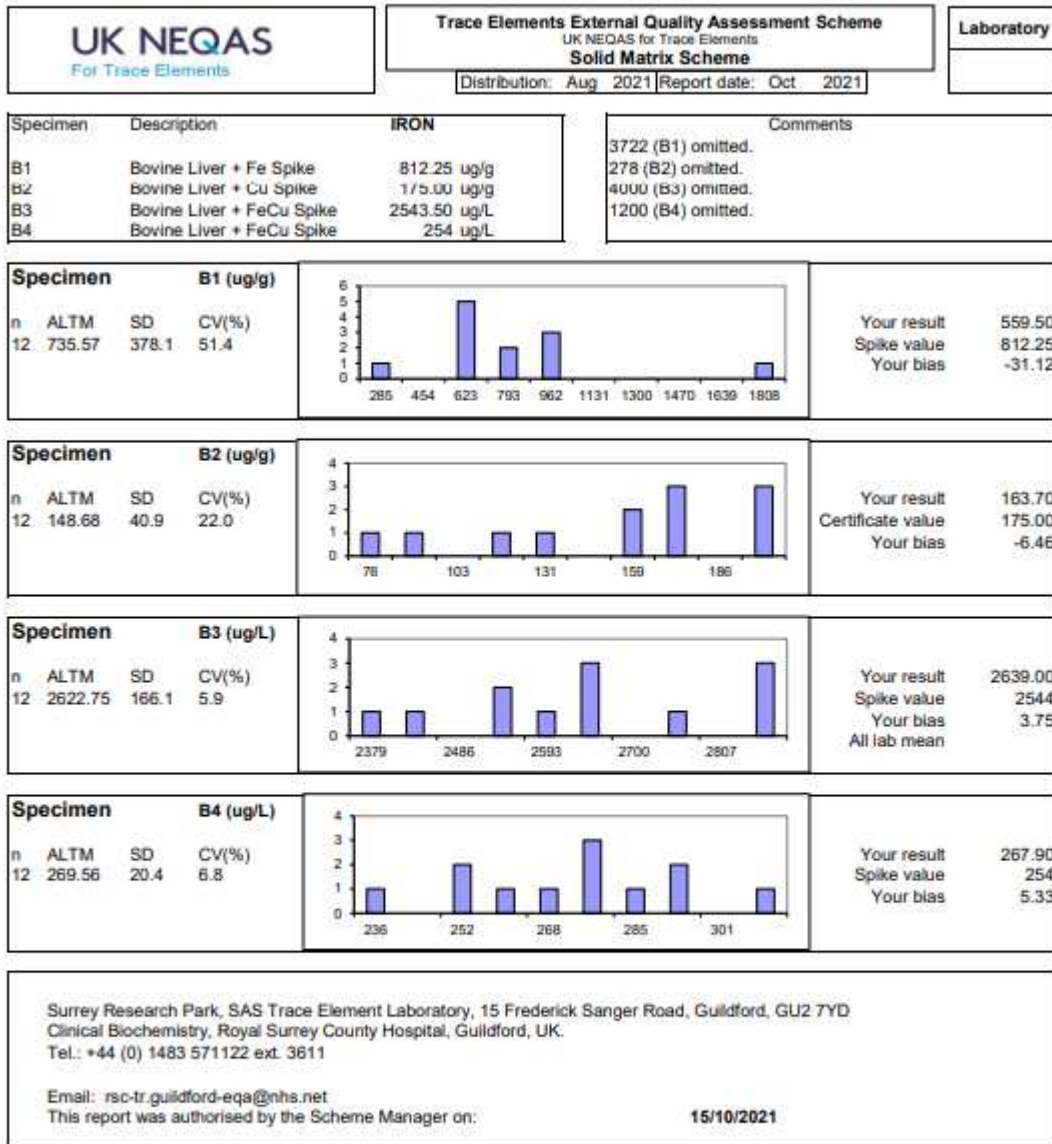 UK NEQAS
For Trace Elements
Trace Elements External Quality Assessment Scheme
UK NEQAS for Trace Elements
Solid Matrix Scheme
Distribution: Aug 2021 Report date: Oct 2021
Laboratory
Specimen Description IRON
B1 Bovine Liver + Fe Spike 812.25 ug/g
B2 Bovine Liver + Cu Spike 175.00 ug/g
B3 Bovine Liver + FeCu Spike 2543.50 ug/L
B4 Bovine Liver + FeCu Spike 254 ug/L
Comments
3722 (B1) omitted.
278 (B2) omitted.
4000 (B3) omitted.
1200 (B4) omitted.
Specimen B1 (ug/g)
n ALTM SD CV(%)
12 735.57 378.1 51.4
6
5
4
3
2
1
0
285 454 623 793 962 1131 1300 1470 1639 1808
Your result 559.50
Spike value 812.25
Your bias -31.12
Specimen B2 (ug/g)
n ALTM SD CV(%)
12 148.68 40.9 22.0
4
3
2
1
0
76 103 131 159 186
Your result 163.70
Certificate value 175.00
Your bias -6.46
Specimen B3 (ug/L)
n ALTM SD CV(%)
12 2622.75 166.1 5.9
4
3
2
1
0
2379 2486 2593 2700 2807
Your result 2639.00
Spike value 2544
Your bias 3.75
All lab mean
Specimen B4 (ug/L)
n ALTM SD CV(%)
12 269.56 20.4 6.8
4
3
2
1
0
236 252 268 285 301
Your result 267.90
Spike value 254
Your bias 5.33
Surrey Research Park, SAS Trace Element Laboratory, 15 Frederick Sanger Road, Guildford, GU2 7YD
Clinical Biochemistry, Royal Surrey County Hospital, Guildford, UK.
Tel.: +44 (0) 1483 571122 ext. 3611
Email: rsc-tr.guildford-eqa@nhs.net
This report was authorised by the Scheme Manager on: 15/10/2021